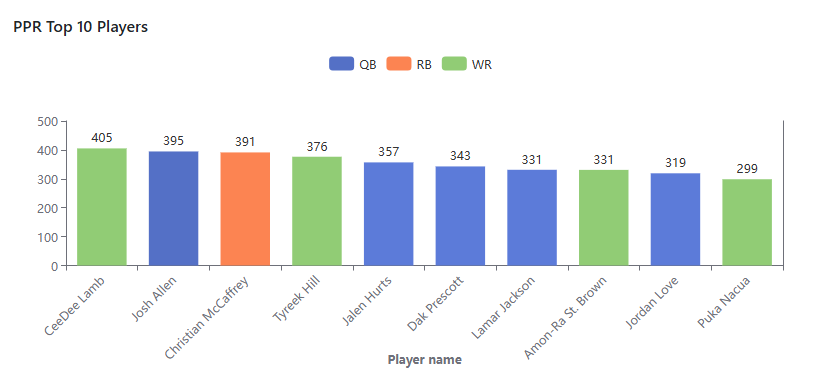 PPR Top 10 Players
QB RB WR
500
400
300
200
100
0
405 395 391 376 357 343 331 331 319 299
CeeDee Lamb
Josh Allen
Christian McCaffrey
Tyreek Hill
Jalen Hurts
Dak Prescott
Lamar Jackson
Amon-Ra St. Brown
Jordan Love
Puka Nacua
Player name